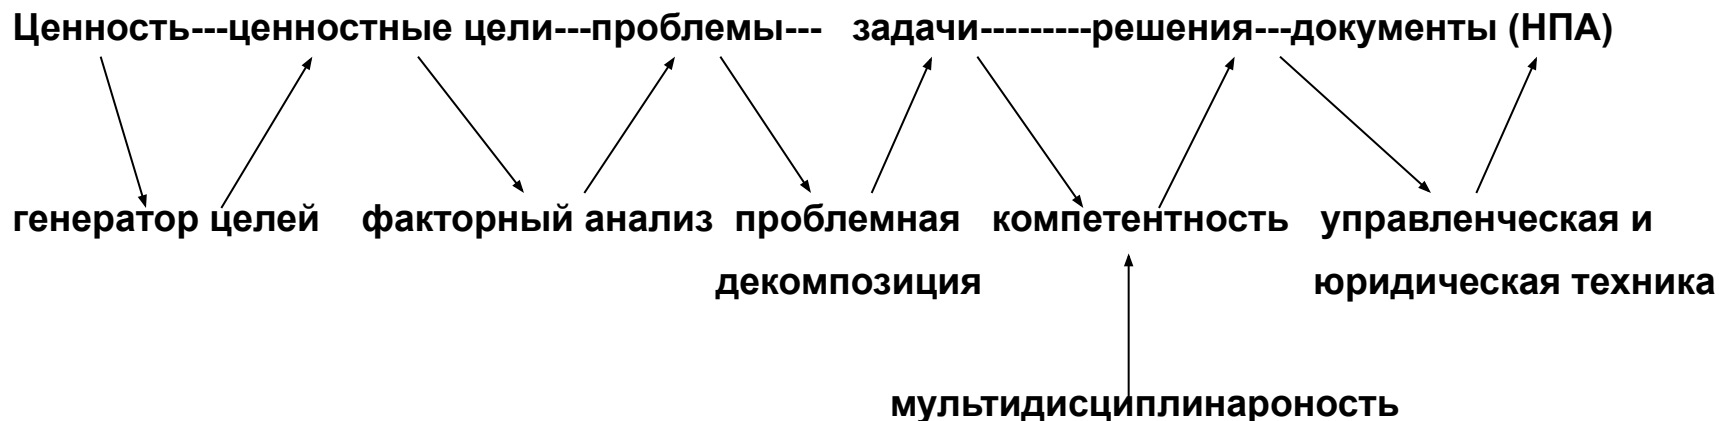 Ценность---ценностные цели---проблемы--- задачи---------решения---документы (НПА)
генератор целей факторный анализ проблемная компетентность управленческая и
декомпозиция юридическая техника
мультидисциплинароность